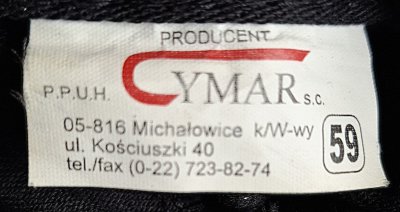 PRODUCENT
P.P.U.H. CYMAR s.c.
05-816 Michałowice k/W-wy
ul. Kościuszki 40
tel./fax (0-22) 723-82-74
59